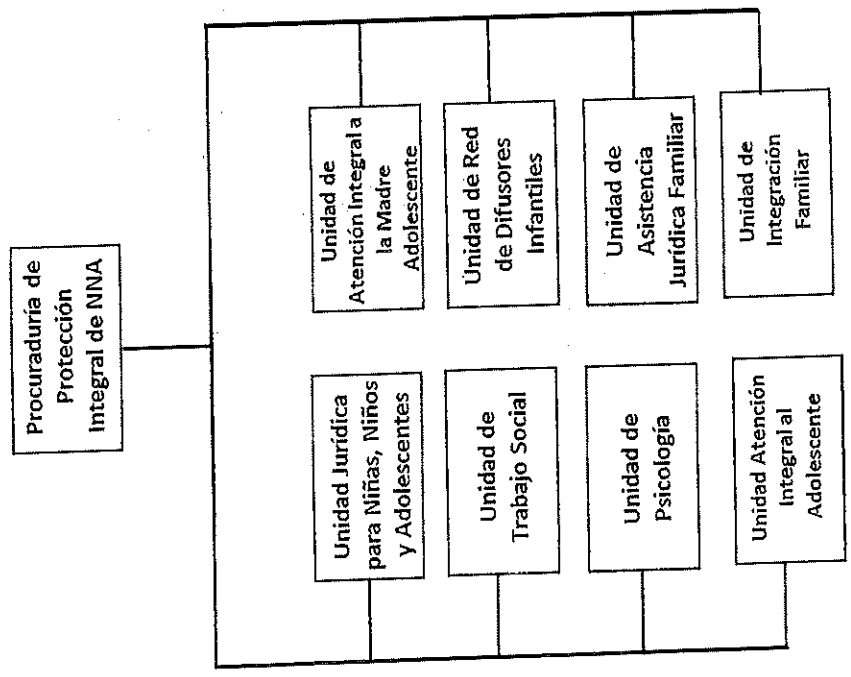 Procuraduría de
Protección
Integral de NNA
Unidad Jurídica
para Niñas, Niños
y Adolescentes
Unidad de
Trabajo Social
Unidad de
Psicología
Unidad Atención
Integral al
Adolescente
Unidad de
Atención Integral a
la Madre
Adolescente
Unidad de Red
de Difusores
Infantiles
Unidad de
Asistencia
Jurídica Familiar
Unidad de
Integración
Familiar